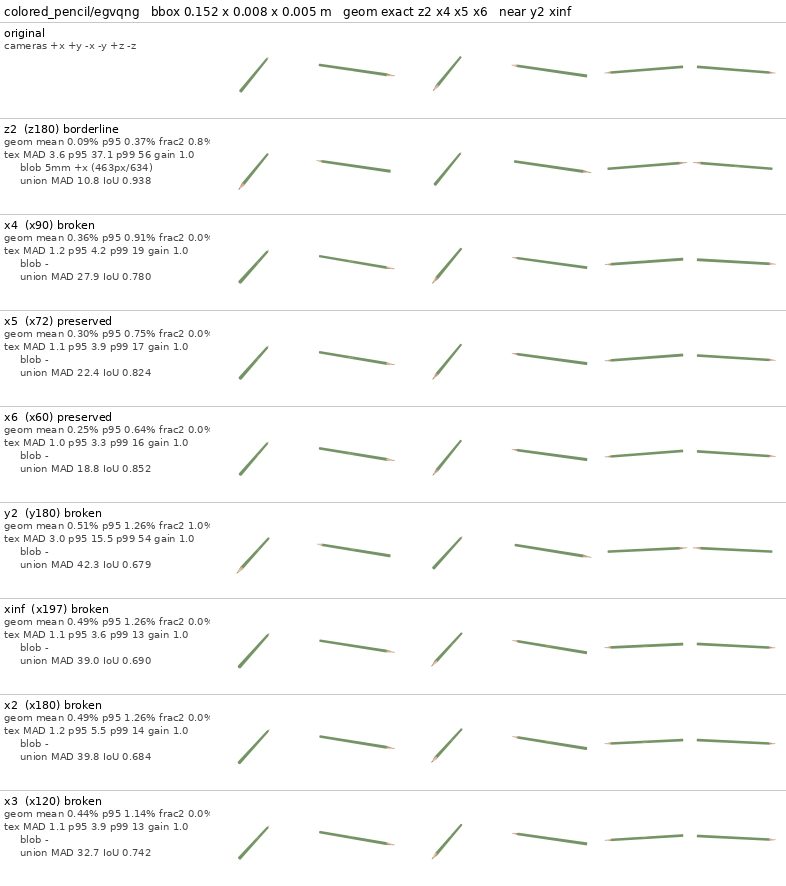 colored_pencil/egvqng   bbox 0.152 x 0.008 x 0.005 m   geom exact z2 x4 x5 x6   near y2 xinf
original
cameras +x +y -x -y +z -z
z2  (z180) borderline
geom mean 0.09% p95 0.37% frac2 0.8%
tex MAD 3.6 p95 37.1 p99 56 gain 1.0
blob 5mm +x (463px/634)
union MAD 10.8 IoU 0.938
x4  (x90) broken
geom mean 0.36% p95 0.91% frac2 0.0%
tex MAD 1.2 p95 4.2 p99 19 gain 1.0
blob -
union MAD 27.9 IoU 0.780
x5  (x72) preserved
geom mean 0.30% p95 0.75% frac2 0.0%
tex MAD 1.1 p95 3.9 p99 17 gain 1.0
blob -
union MAD 22.4 IoU 0.824
x6  (x60) preserved
geom mean 0.25% p95 0.64% frac2 0.0%
tex MAD 1.0 p95 3.3 p99 16 gain 1.0
blob -
union MAD 18.8 IoU 0.852
y2  (y180) broken
geom mean 0.51% p95 1.26% frac2 1.0%
tex MAD 3.0 p95 15.5 p99 54 gain 1.0
blob -
union MAD 42.3 IoU 0.679
xinf  (x197) broken
geom mean 0.49% p95 1.26% frac2 0.0%
tex MAD 1.1 p95 3.6 p99 13 gain 1.0
blob -
union MAD 39.0 IoU 0.690
x2  (x180) broken
geom mean 0.49% p95 1.26% frac2 0.0%
tex MAD 1.2 p95 5.5 p99 14 gain 1.0
blob -
union MAD 39.8 IoU 0.684
x3  (x120) broken
geom mean 0.44% p95 1.14% frac2 0.0%
tex MAD 1.1 p95 3.9 p99 13 gain 1.0
blob -
union MAD 32.7 IoU 0.742